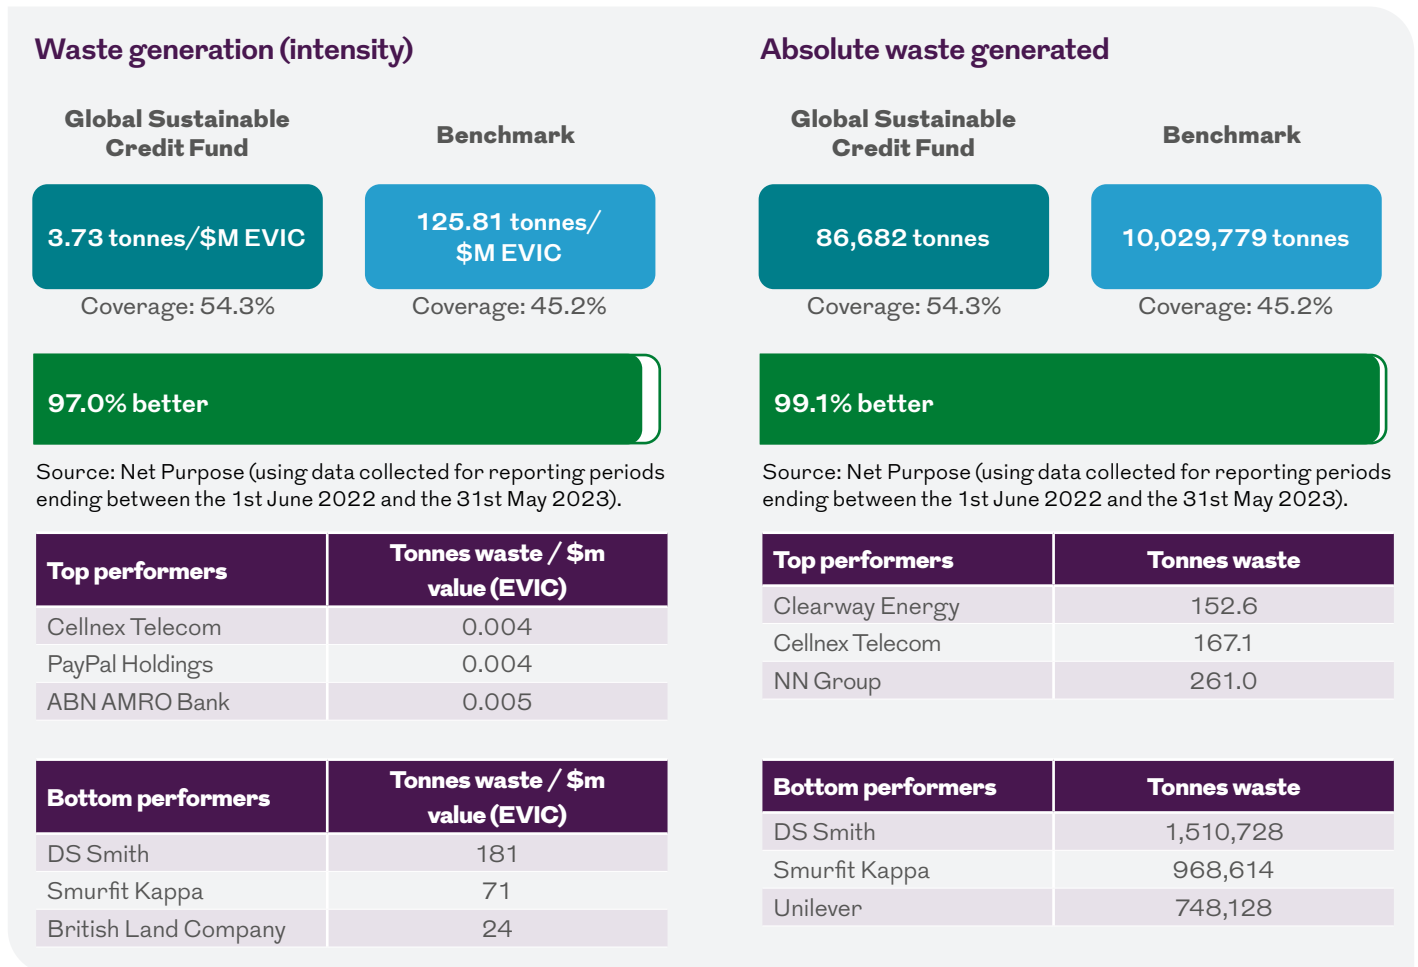 Waste generation (intensity)
Global Sustainable
Credit Fund
Benchmark
3.73 tonnes/$M EVIC
125.81 tonnes/
$M EVIC
Coverage: 54.3%
Coverage: 45.2%
97.0% better
Source: Net Purpose (using data collected for reporting periods
ending between the 1st June 2022 and the 31st May 2023).
Top performers
Tonnes waste / $m
value (EVIC)
Cellnex Telecom 0.004
PayPal Holdings 0.004
ABN AMRO Bank 0.005
Bottom performers
Tonnes waste / $m
value (EVIC)
DS Smith 181
Smurfit Kappa 71
British Land Company 24
Absolute waste generated
Global Sustainable
Credit Fund
Benchmark
86,682 tonnes
10,029,779 tonnes
Coverage: 54.3%
Coverage: 45.2%
99.1% better
Source: Net Purpose (using data collected for reporting periods
ending between the 1st June 2022 and the 31st May 2023).
Top performers Tonnes waste
Clearway Energy 152.6
Cellnex Telecom 167.1
NN Group 261.0
Bottom performers Tonnes waste
DS Smith 1,510,728
Smurfit Kappa 968,614
Unilever 748,128